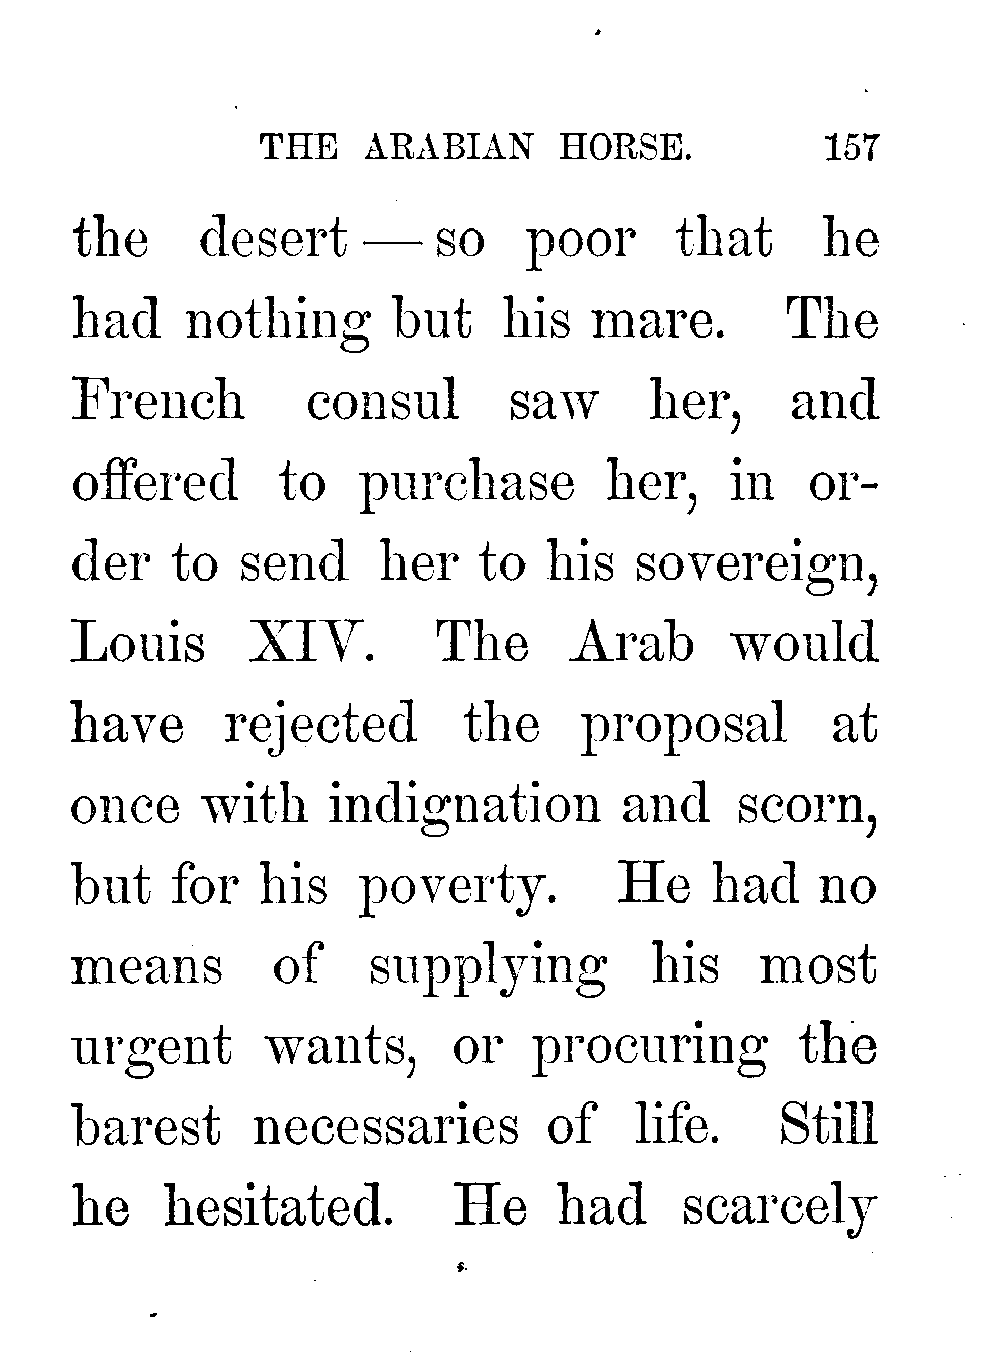 THE ARABIAN HORSE. 157
the desert — so poor that he
had nothing but his mare. The
French consul saw her, and
offered to purchase her, in or-
der to send her to his sovereign,
Louis XIV. The Arab would
have rejected the proposal at
once with indignation and scorn,
but for his poverty. He had no
means of supplying his most
urgent wants, or procuring the
barest necessaries of life. Still
he hesitated. He had scarcely